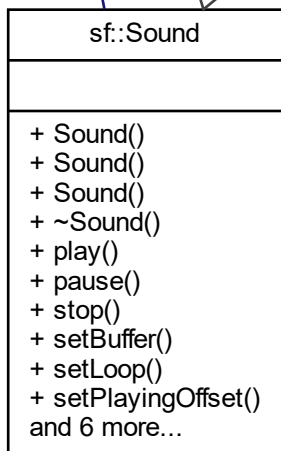 sf::Sound
+ Sound()
+ Sound()
+ Sound()
+ ~Sound()
+ play()
+ pause()
+ stop()
+ setBuffer()
+ setLoop()
+ setPlayingOffset()
and 6 more...